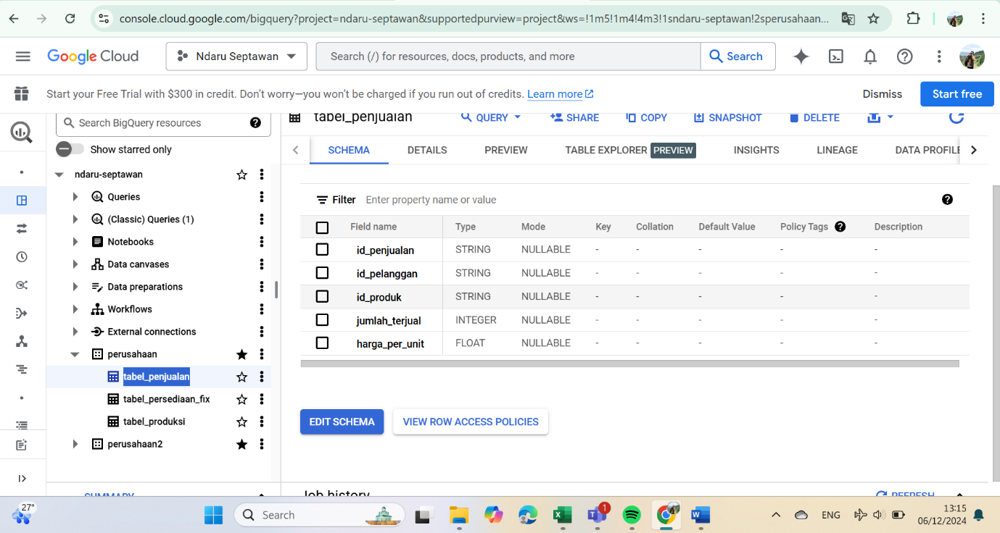 console.cloud.google.com/bigquery?project=ndaru-septawan&supportedpurview=project&ws=!1m5!1m4!4m3!1sndaru-septawan!2sperusahaan...
Google Cloud
Ndaru Septawan
Search (/) for resources, docs, products, and more
Search
Start your Free Trial with $300 in credit. Don't worry—you won't be charged if you run out of credits. Learn more
Dismiss
Start free
Search BigQuery resources
tabel_penjualan
QUERY
SHARE
COPY
SNAPSHOT
DELETE
Show starred only
SCHEMA
DETAILS
PREVIEW
TABLE EXPLORER PREVIEW
INSIGHTS
LINEAGE
DATA PROFILE
ndaru-septawan
Queries
(Classic) Queries (1)
Notebooks
Data canvases
Data preparations
Workflows
External connections
perusahaan
tabel_penjualan
tabel_persediaan_fix
tabel_produksi
perusahaan2
SUMMARY
Filter Enter property name or value
Field name Type Mode Key Collation Default Value Policy Tags Description
id_penjualan STRING NULLABLE - - - - -
id_pelanggan STRING NULLABLE - - - - -
id_produk STRING NULLABLE - - - - -
jumlah_terjual INTEGER NULLABLE - - - - -
harga_per_unit FLOAT NULLABLE - - - - -
EDIT SCHEMA
VIEW ROW ACCESS POLICIES
Job history
REFRESH
27°
Search
1
ENG
13:15
06/12/2024